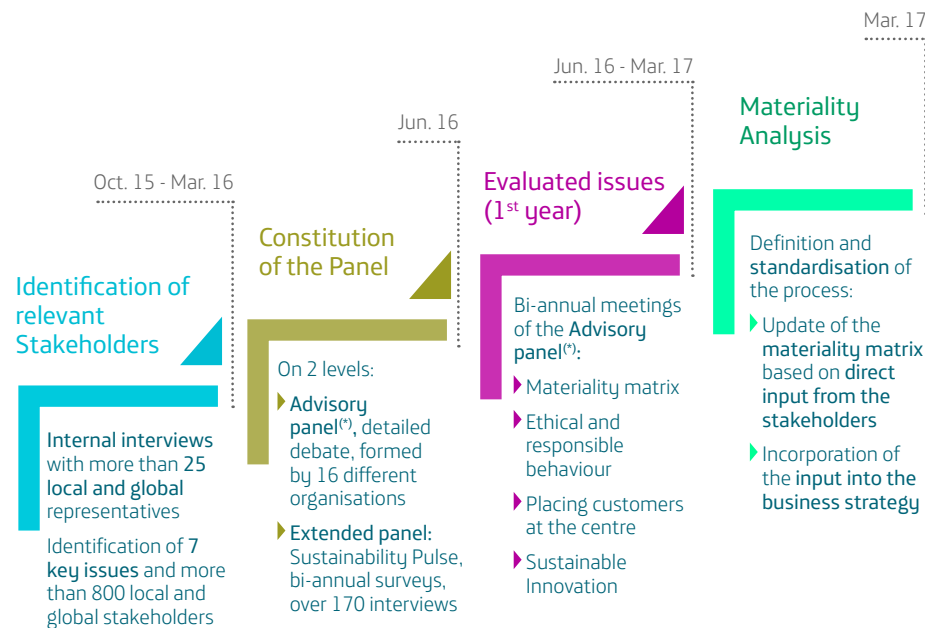 Oct. 15 - Mar. 16
Identification of
relevant
Stakeholders
Internal interviews
with more than 25
local and global
representatives
Identification of 7
key issues and more
than 800 local and
global stakeholders
Jun. 16
Constitution
of the Panel
On 2 levels:
Advisory
panel(*), detailed
debate, formed
by 16 different
organisations
Extended panel:
Sustainability Pulse,
bi-annual surveys,
over 170 interviews
Jun. 16 - Mar. 17
Evaluated issues
(1st year)
Bi-annual meetings
of the Advisory
panel(*):
Materiality matrix
Ethical and
responsible
behaviour
Placing customers
at the centre
Sustainable
Innovation
Mar. 17
Materiality
Analysis
Definition and
standardisation of
the process:
Update of the
materiality matrix
based on direct
input from the
stakeholders
Incorporation of
the input into the
business strategy